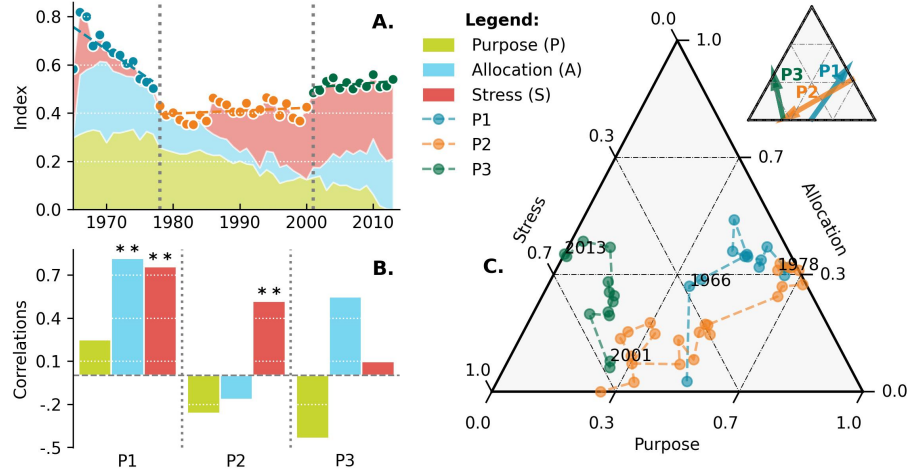 0.8
0.6
0.4
0.2
0.0
Index
A.
1970
1980
1990
2000
2010
Legend:
Purpose (P)
Allocation (A)
Stress (S)
P1
P2
P3
0.7
0.4
0.1
-.2
-.5
Correlations
* *
* *
* *
B.
P1
P2
P3
0.0
1.0
0.3
0.7
0.7
0.3
1.0
0.0
0.0
0.3
0.7
1.0
Stress
Allocation
Purpose
C.
2013
1966
1978
2001
P3
P1
P2